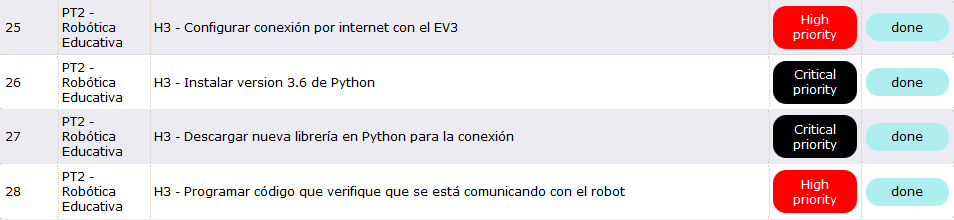 25 PT2 - Robótica Educativa H3 - Configurar conexión por internet con el EV3 High priority done
26 PT2 - Robótica Educativa H3 - Instalar version 3.6 de Python Critical priority done
27 PT2 - Robótica Educativa H3 - Descargar nueva librería en Python para la conexión Critical priority done
28 PT2 - Robótica Educativa H3 - Programar código que verifique que se está comunicando con el robot High priority done